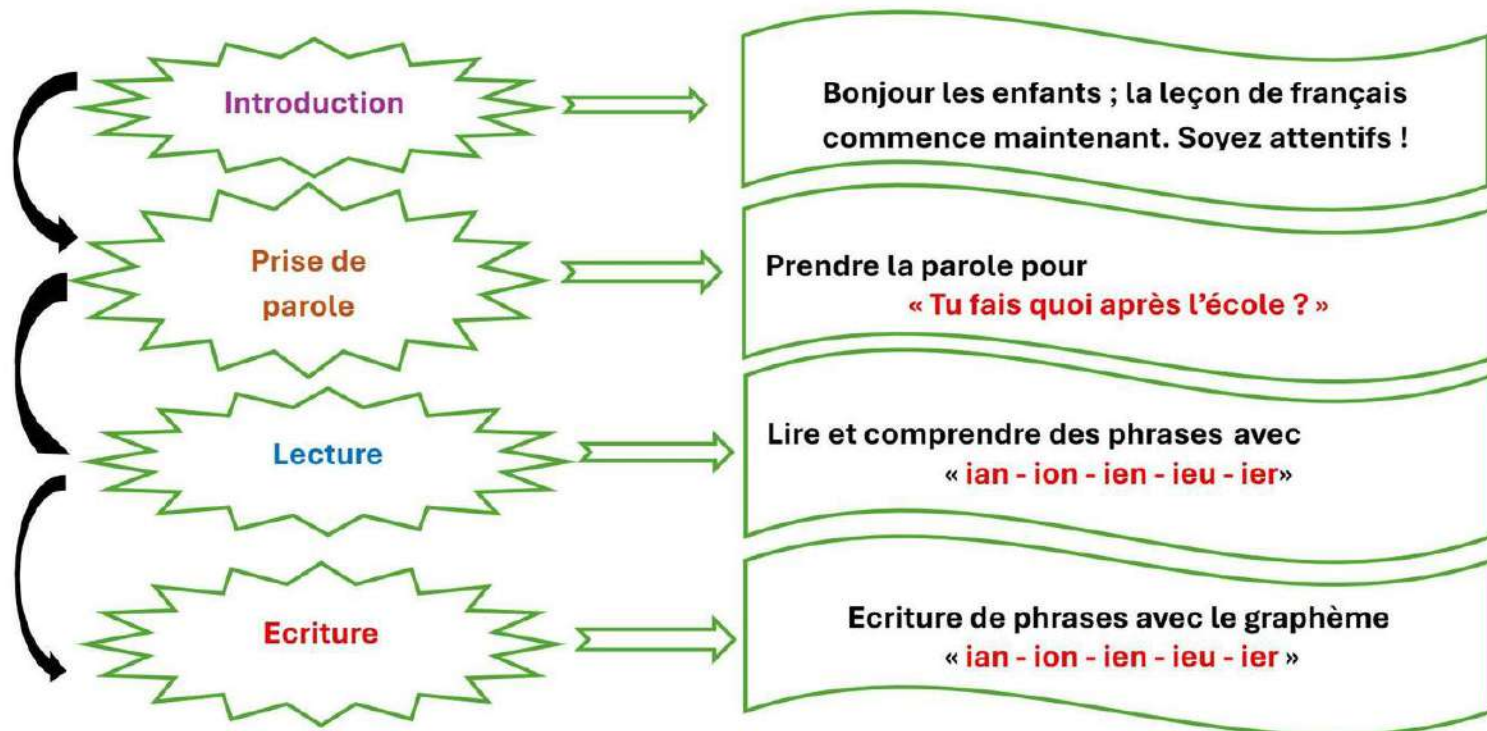 Introduction
Bonjour les enfants ; la leçon de français
commence maintenant. Soyez attentifs !
Prise de
parole
Prendre la parole pour
« Tu fais quoi après l’école ? »
Lecture
Lire et comprendre des phrases avec
« ian - ion - ien - ieu - ier»
Ecriture
Ecriture de phrases avec le graphème
« ian - ion - ien - ieu - ier »